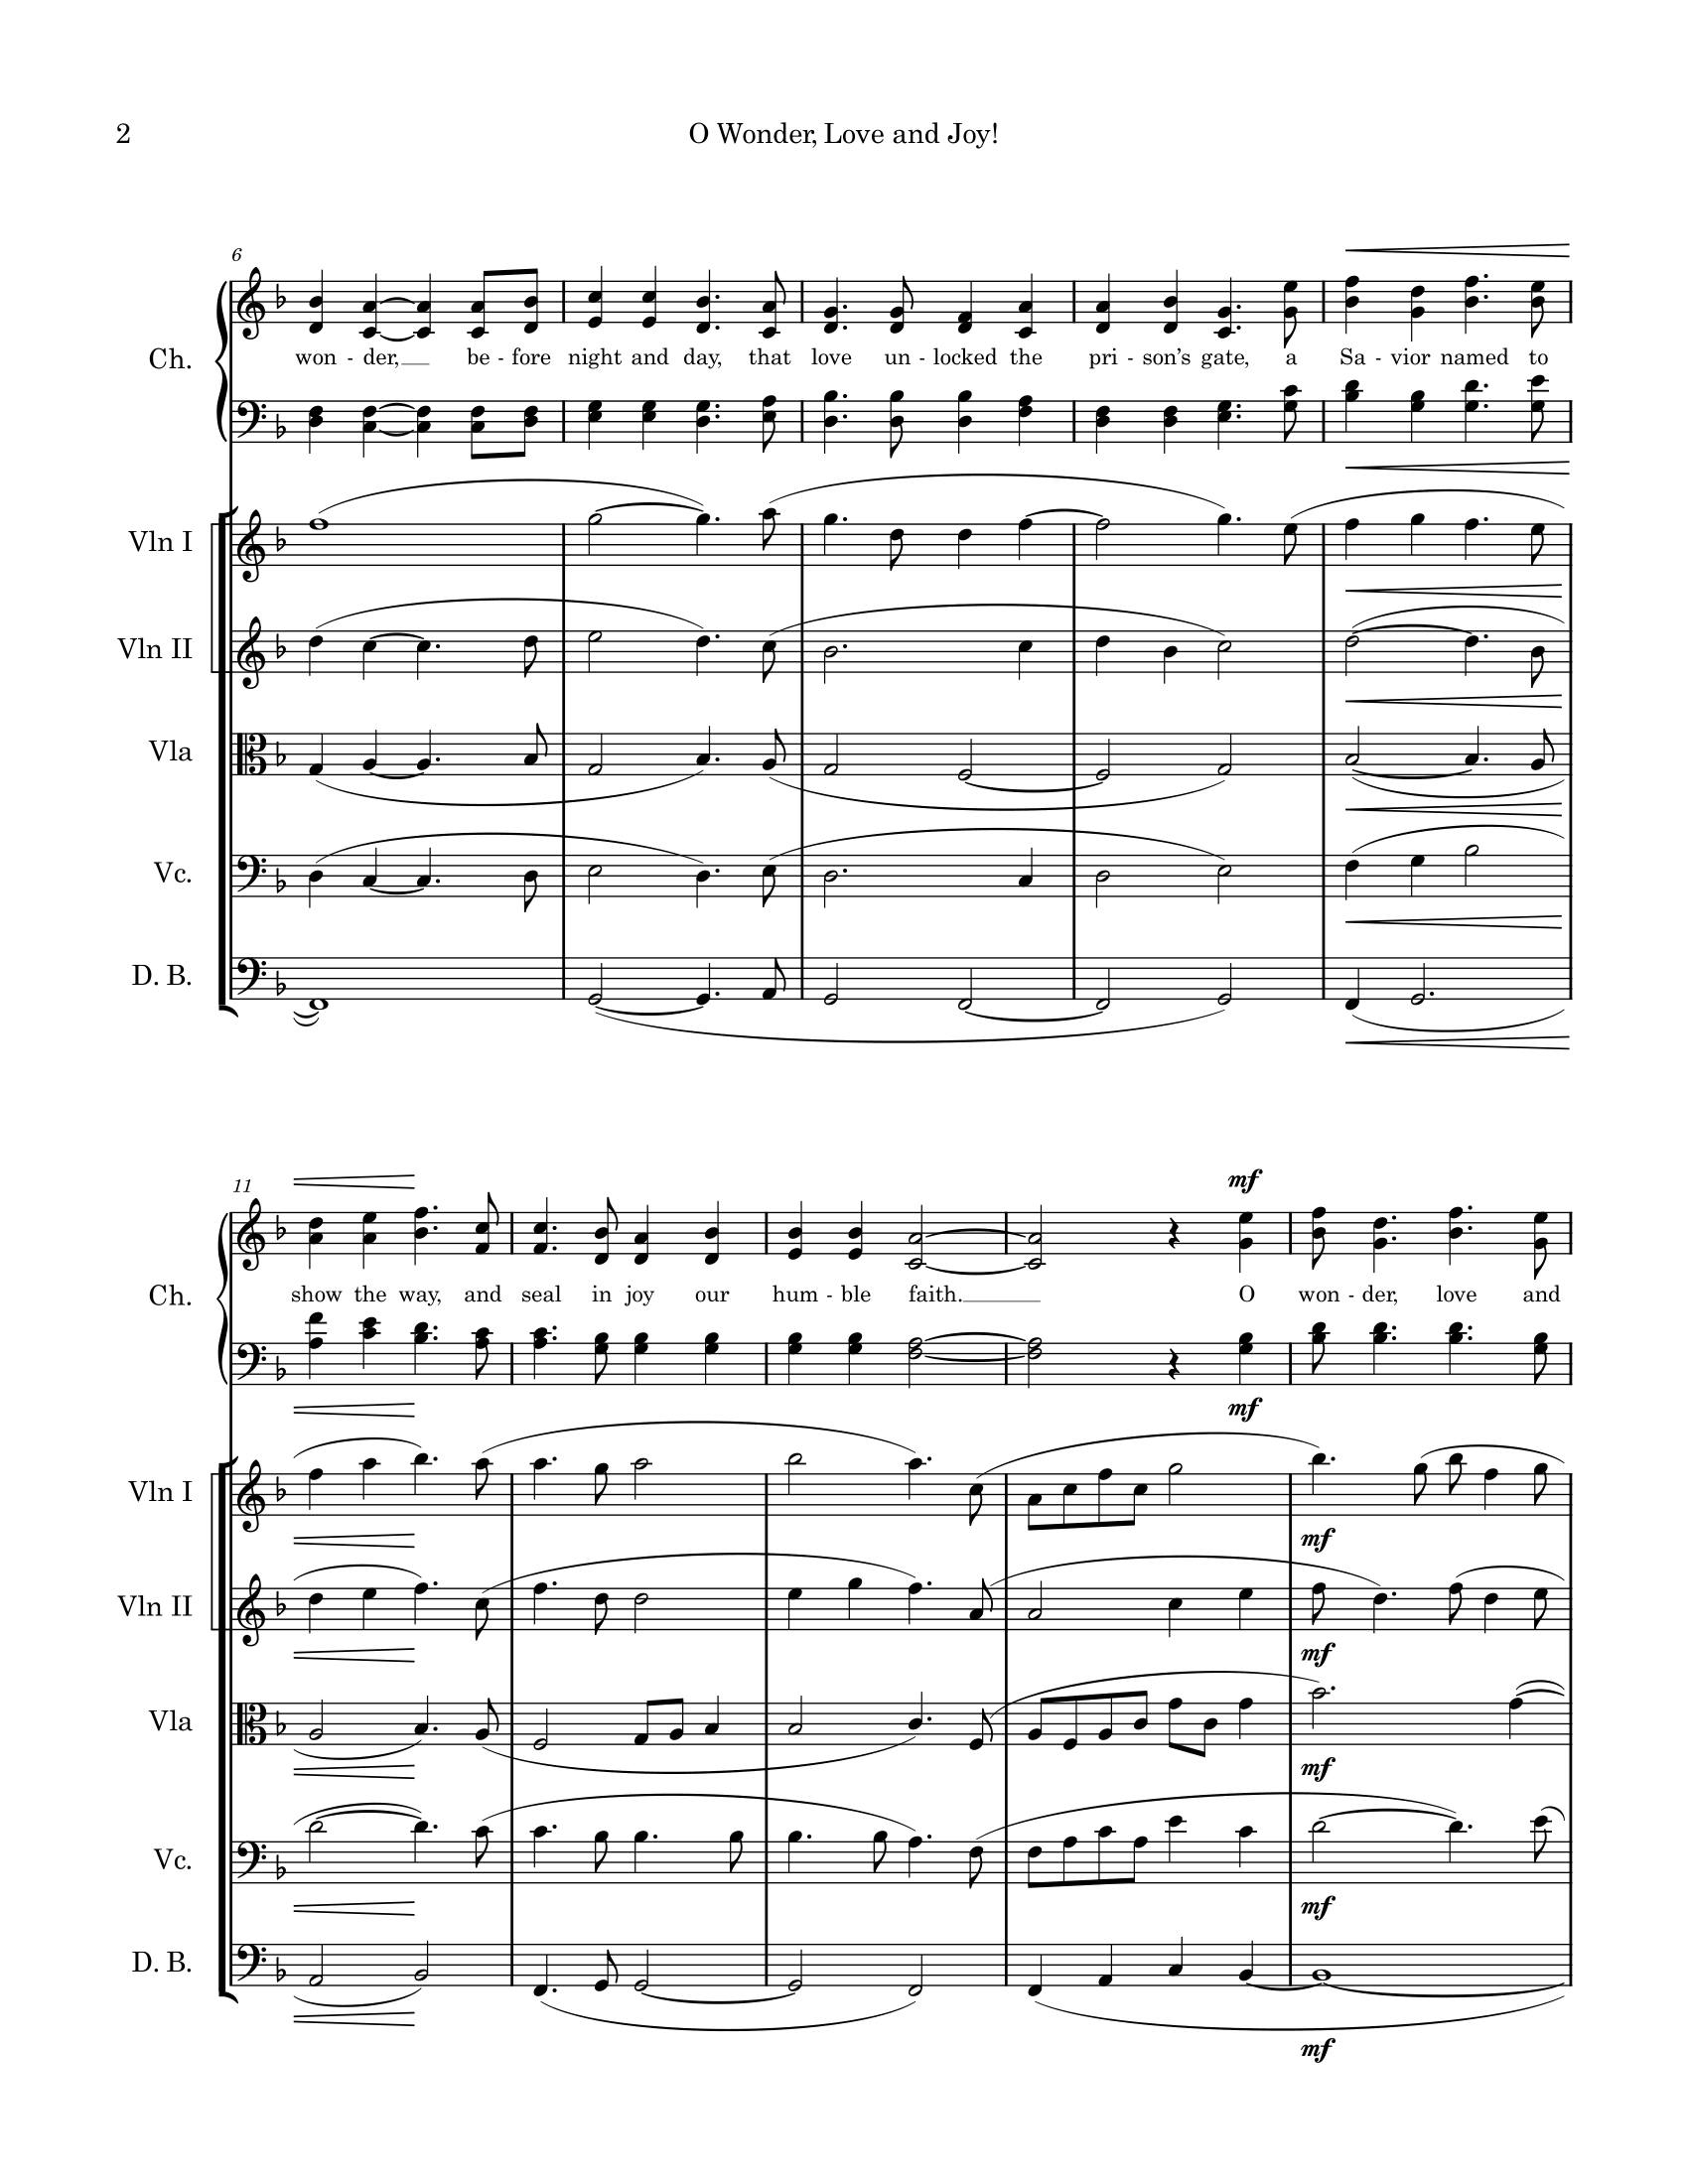 2
O Wonder, Love and Joy!
6
Ch.
won - der, __ be - fore night and day, that love un - locked the pri - son’s gate, a Sa - vior named to
Vln I
Vln II
Vla
Vc.
D. B.
11
mf
Ch.
show the way, and seal in joy our hum - ble faith. __ O won - der, love and
mf
Vln I
mf
Vln II
mf
Vla
mf
Vc.
mf
D. B.
mf